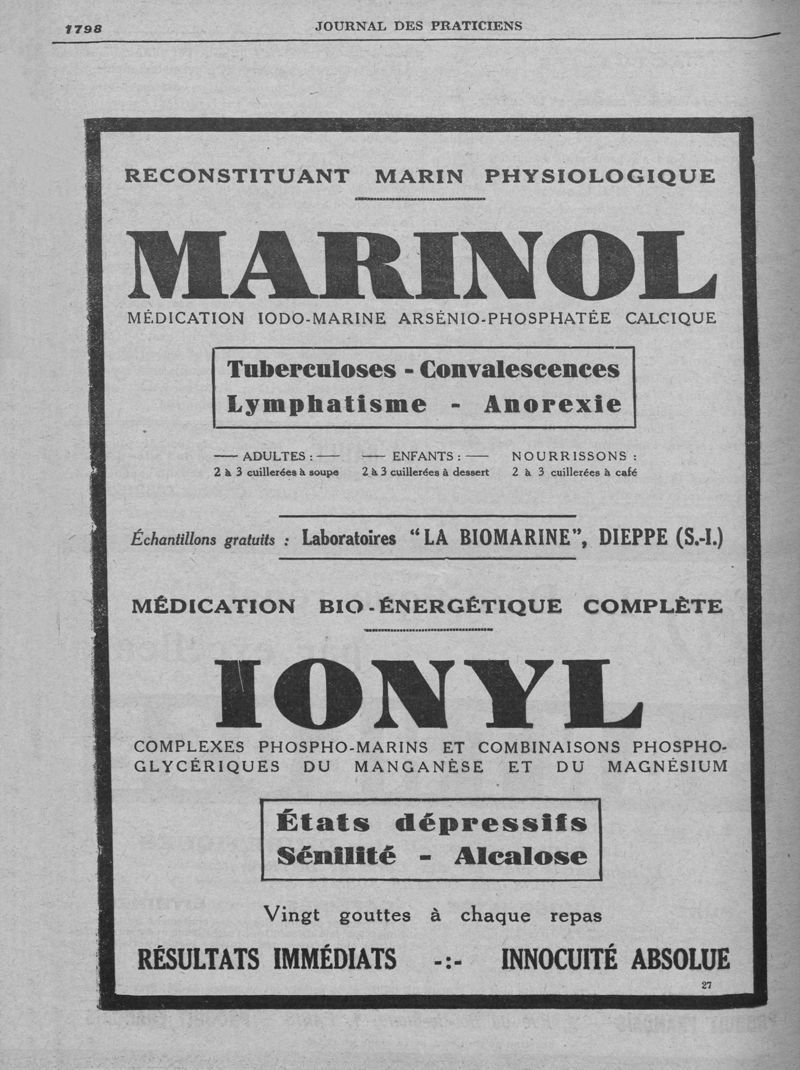 1798
JOURNAL DES PRATICIENS
RECONSTITUANT MARIN PHYSIOLOGIQUE
MARINOL
MÉDICATION IODO-MARINE ARSÉNIO-PHOSPHATÉE CALCIQUE
Tuberculoses - Convalescences
Lymphatisme - Anorexie
— ADULTES : — — ENFANTS : — NOURRISSONS :
2 à 3 cuillerées à soupe 2 à 3 cuillerées à dessert 2 à 3 cuillerées à café
Échantillons gratuits : Laboratoires "LA BIOMARINE", DIEPPE (S.-I.)
MÉDICATION BIO-ÉNERGÉTIQUE COMPLÈTE
IONYL
COMPLEXES PHOSPHO-MARINS ET COMBINAISONS PHOSPHO-
GLYCÉRIQUES DU MANGANÈSE ET DU MAGNÉSIUM
États dépressifs
Sénilité - Alcalose
Vingt gouttes à chaque repas
RÉSULTATS IMMÉDIATS -:- INNOCUITÉ ABSOLUE
27